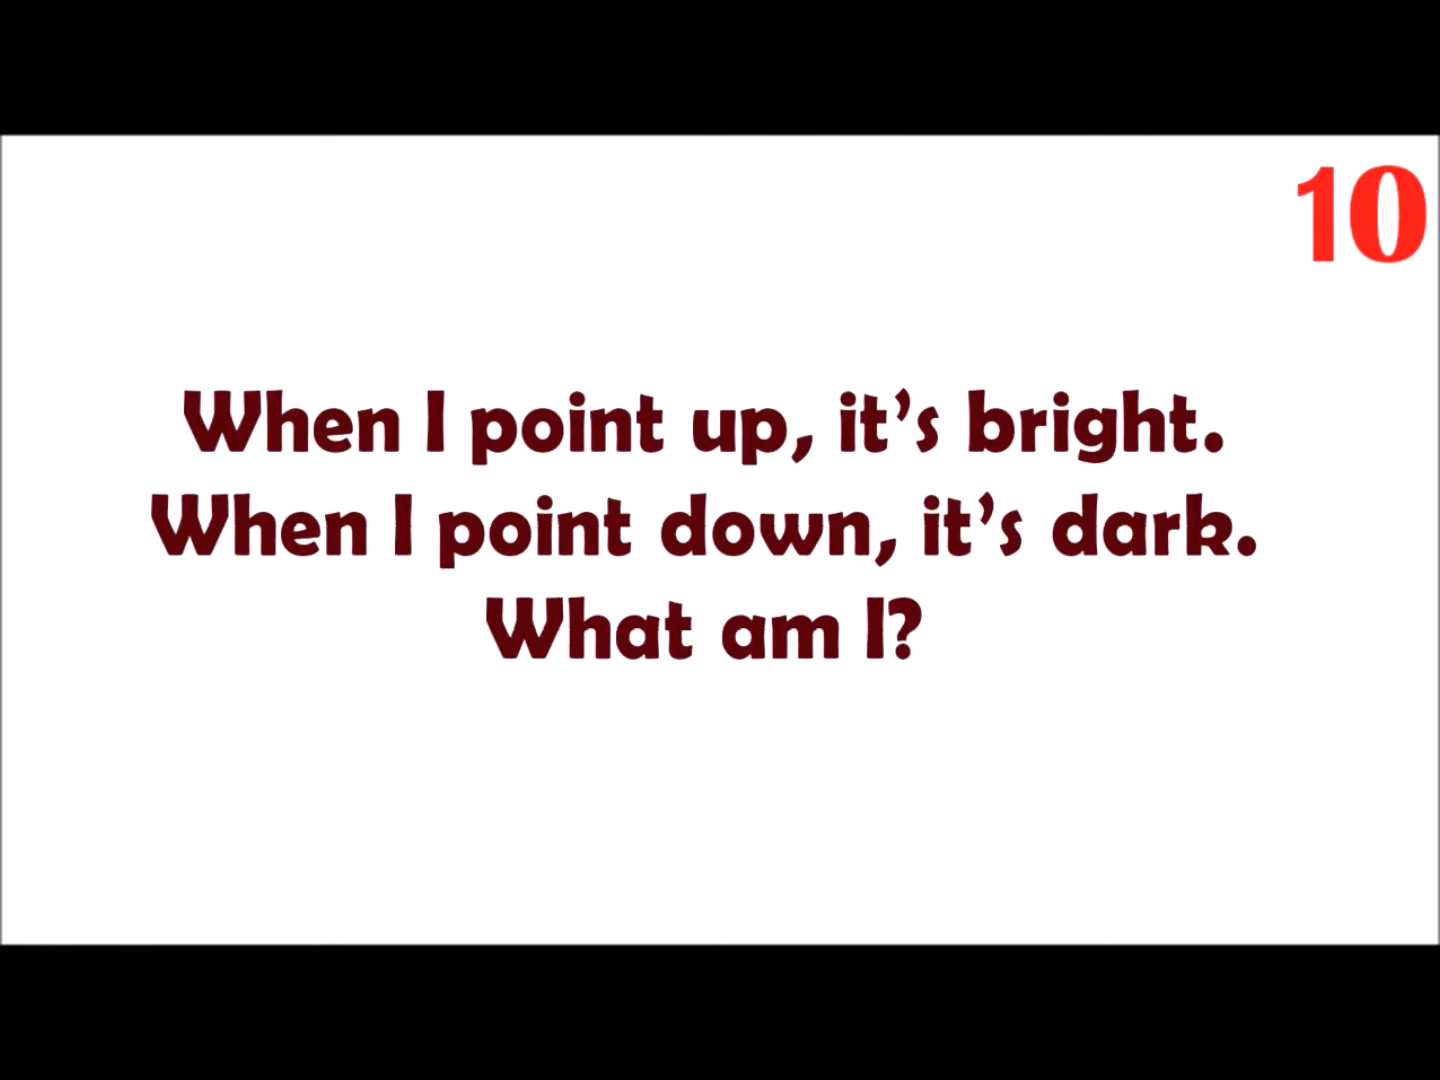 10
When I point up, it’s bright.
When I point down, it’s dark.
What am I?